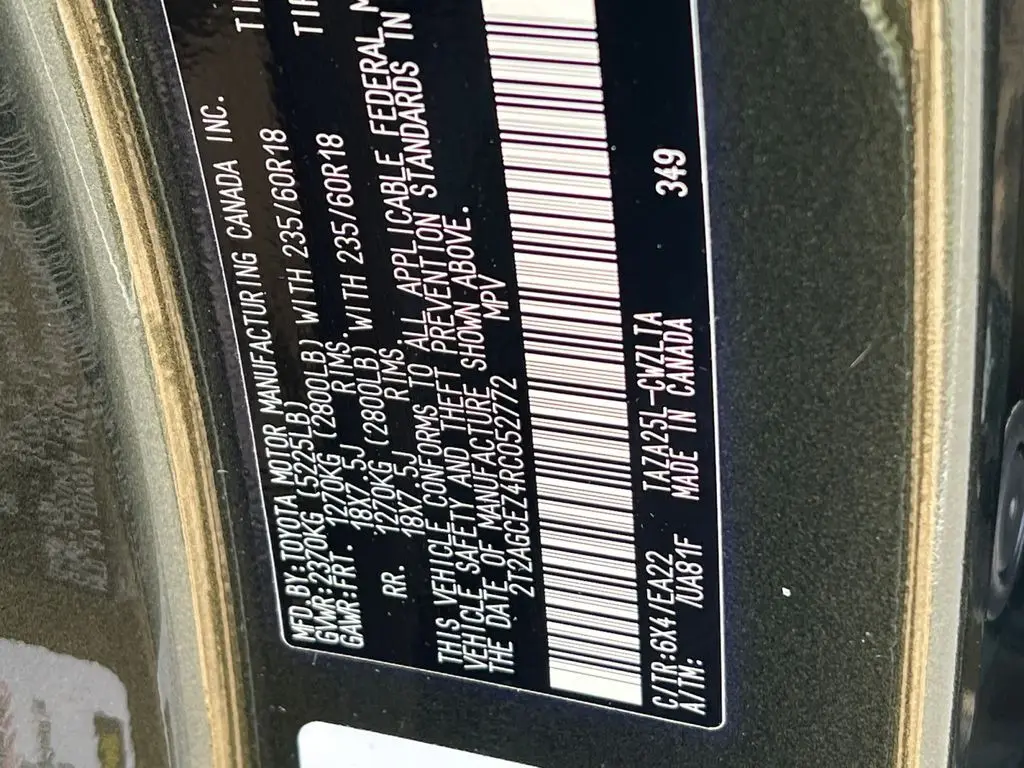 MFD.BY:TOYOTA MOTOR MANUFACTURING CANADA INC.
GVWR:2370KG (5225LB)
GAWR:FRT. 1270KG (2800LB) WITH 235/60R18
18X7.5J RIMS.
RR. 1270KG (2800LB) WITH 235/60R18
18X7.5J RIMS.
THIS VEHICLE CONFORMS TO ALL APPLICABLE FEDERAL M
VEHICLE SAFETY AND THEFT PREVENTION STANDARDS IN
THE DATE OF MANUFACTURE SHOWN ABOVE.
2T2AGCEZ4RC052772 MPV
C/TR:6X4/EA22 TAZA25L-CWZLTA 349
A/TM: /UA81F MADE IN CANADA